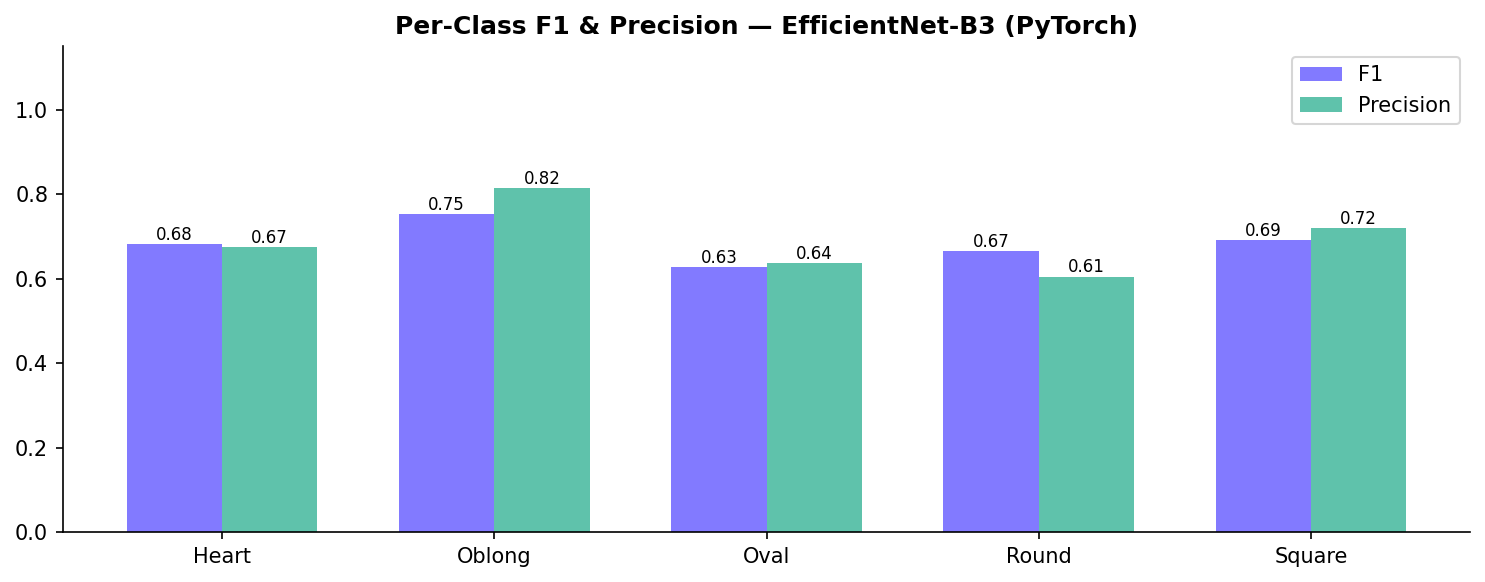 Per-Class F1 & Precision — EfficientNet-B3 (PyTorch)
F1
Precision
1.0
0.8
0.6
0.4
0.2
0.0
0.68
0.67
0.75
0.82
0.63
0.64
0.67
0.61
0.69
0.72
Heart
Oblong
Oval
Round
Square